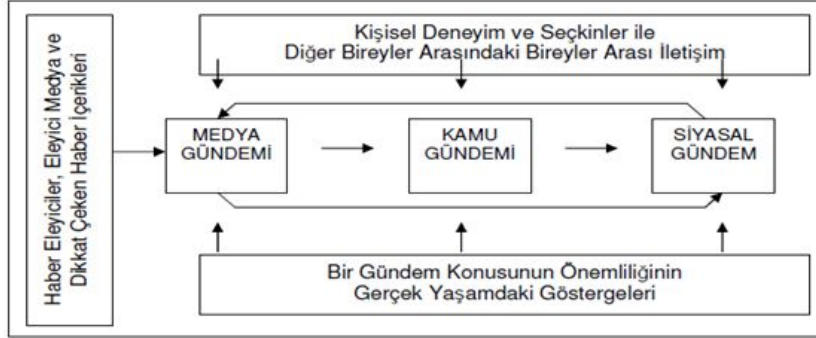 Haber Eleyiciler, Eleyici Medya ve
Dikkat Çeken Haber İçerikleri
Kişisel Deneyim ve Seçkinler ile
Diğer Bireyler Arasındaki Bireyler Arası İletişim
MEDYA
GÜNDEMİ
KAMU
GÜNDEMİ
SİYASAL
GÜNDEM
Bir Gündem Konusunun Önemliliğinin
Gerçek Yaşamdaki Göstergeleri